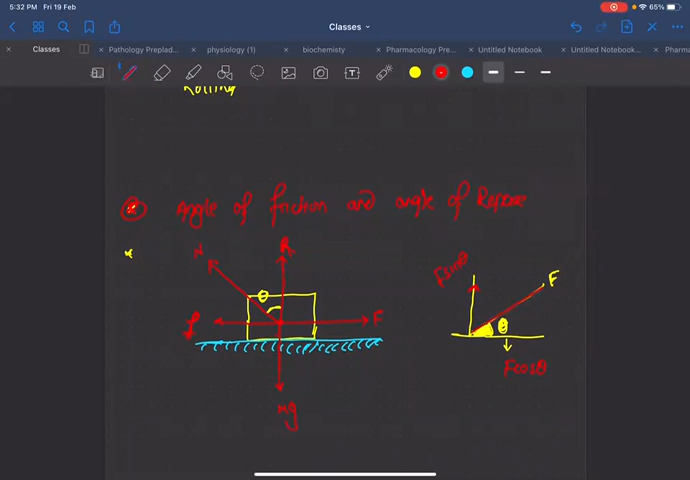 5:32 PM Fri 19 Feb
65%
Classes
Classes
Pathology Preplad...
physiology (1)
biochemisty
Pharmacology Pre...
Untitled Notebook
Untitled Notebook...
Pharma
T
Rolling
Angle of friction and angle of Repose
N
θ
f
F
mg
Fsinθ
F
θ
Fcosθ